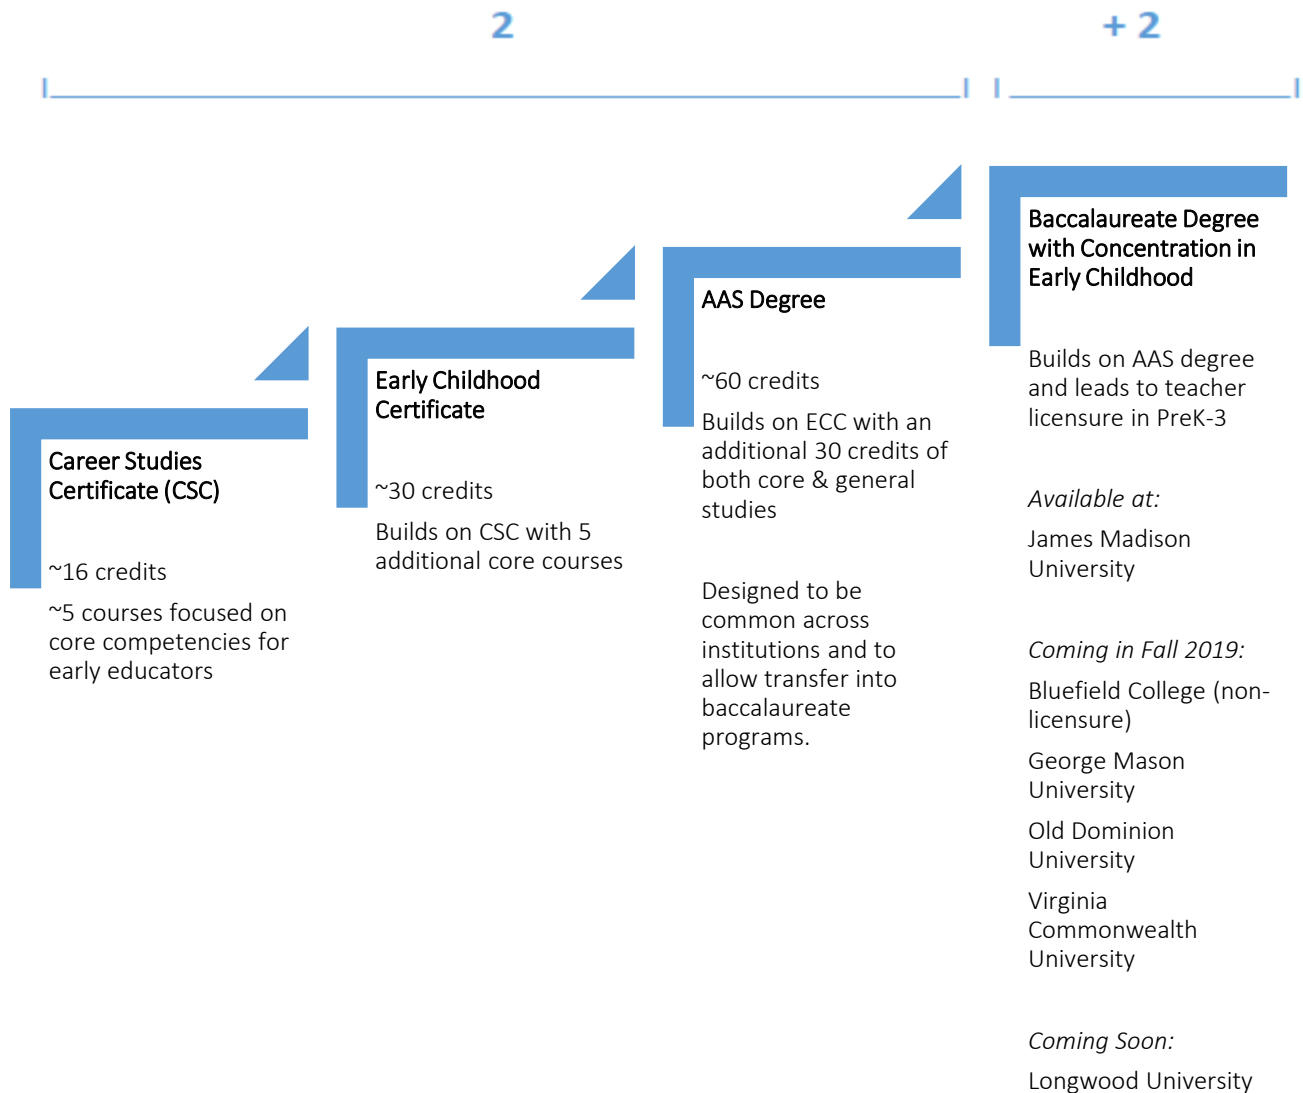 2
+ 2
Career Studies
Certificate (CSC)
~16 credits
~5 courses focused on
core competencies for
early educators
Early Childhood
Certificate
~30 credits
Builds on CSC with 5
additional core courses
AAS Degree
~60 credits
Builds on ECC with an
additional 30 credits of
both core & general
studies
Designed to be
common across
institutions and to
allow transfer into
baccalaureate
programs.
Baccalaureate Degree
with Concentration in
Early Childhood
Builds on AAS degree
and leads to teacher
licensure in PreK-3
Available at:
James Madison
University
Coming in Fall 2019:
Bluefield College (non-
licensure)
George Mason
University
Old Dominion
University
Virginia
Commonwealth
University
Coming Soon:
Longwood University